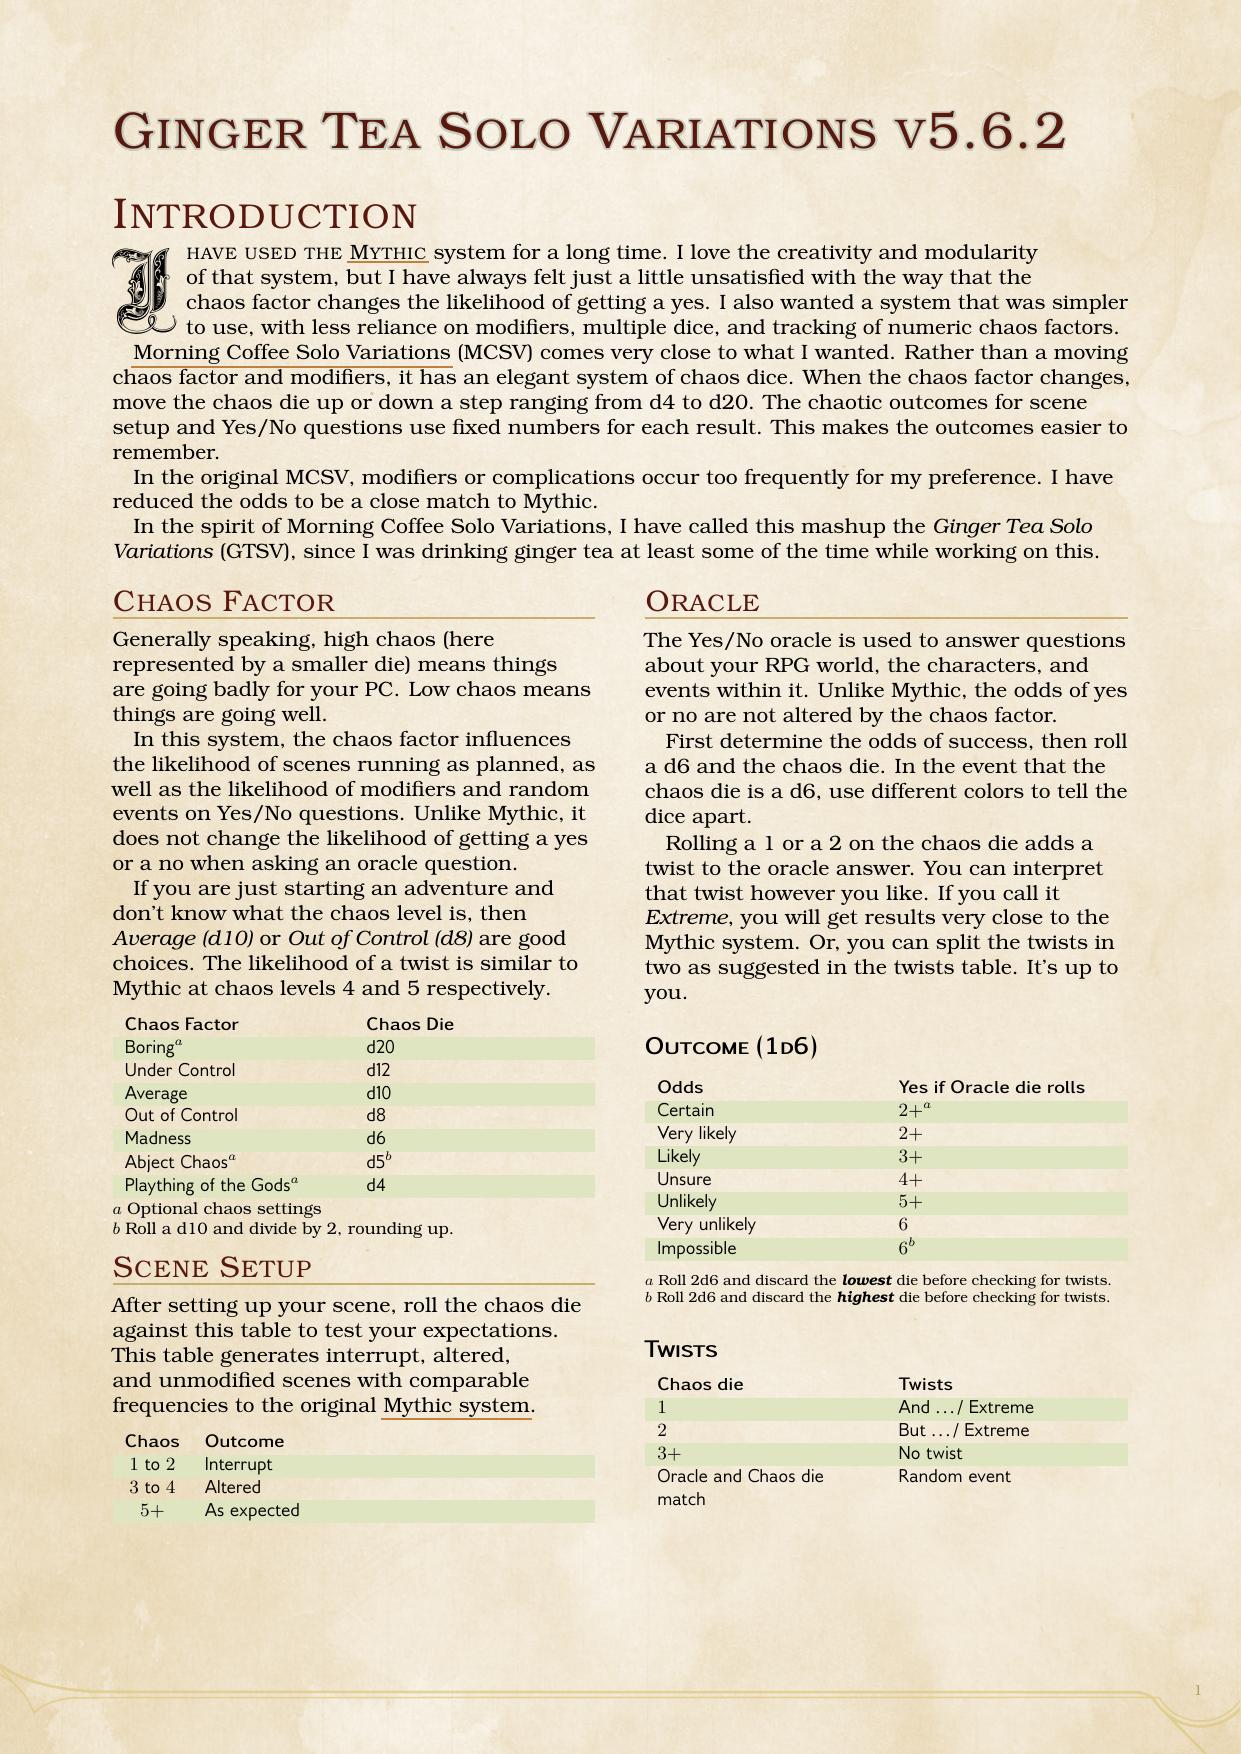 Ginger Tea Solo Variations v5.6.2
Introduction
I have used the Mythic system for a long time. I love the creativity and modularity
of that system, but I have always felt just a little unsatisfied with the way that the
chaos factor changes the likelihood of getting a yes. I also wanted a system that was simpler
to use, with less reliance on modifiers, multiple dice, and tracking of numeric chaos factors.
Morning Coffee Solo Variations (MCSV) comes very close to what I wanted. Rather than a moving
chaos factor and modifiers, it has an elegant system of chaos dice. When the chaos factor changes,
move the chaos die up or down a step ranging from d4 to d20. The chaotic outcomes for scene
setup and Yes/No questions use fixed numbers for each result. This makes the outcomes easier to
remember.
In the original MCSV, modifiers or complications occur too frequently for my preference. I have
reduced the odds to be a close match to Mythic.
In the spirit of Morning Coffee Solo Variations, I have called this mashup the Ginger Tea Solo
Variations (GTSV), since I was drinking ginger tea at least some of the time while working on this.
Chaos Factor
Generally speaking, high chaos (here
represented by a smaller die) means things
are going badly for your PC. Low chaos means
things are going well.
In this system, the chaos factor influences
the likelihood of scenes running as planned, as
well as the likelihood of modifiers and random
events on Yes/No questions. Unlike Mythic, it
does not change the likelihood of getting a yes
or a no when asking an oracle question.
If you are just starting an adventure and
don't know what the chaos level is, then
Average (d10) or Out of Control (d8) are good
choices. The likelihood of a twist is similar to
Mythic at chaos levels 4 and 5 respectively.
Chaos Factor Chaos Die
Boring^a d20
Under Control d12
Average d10
Out of Control d8
Madness d6
Abject Chaos^a d5^b
Plaything of the Gods^a d4
a Optional chaos settings
b Roll a d10 and divide by 2, rounding up.
Scene Setup
After setting up your scene, roll the chaos die
against this table to test your expectations.
This table generates interrupt, altered,
and unmodified scenes with comparable
frequencies to the original Mythic system.
Chaos Outcome
1 to 2 Interrupt
3 to 4 Altered
5+ As expected
Oracle
The Yes/No oracle is used to answer questions
about your RPG world, the characters, and
events within it. Unlike Mythic, the odds of yes
or no are not altered by the chaos factor.
First determine the odds of success, then roll
a d6 and the chaos die. In the event that the
chaos die is a d6, use different colors to tell the
dice apart.
Rolling a 1 or a 2 on the chaos die adds a
twist to the oracle answer. You can interpret
that twist however you like. If you call it
Extreme, you will get results very close to the
Mythic system. Or, you can split the twists in
two as suggested in the twists table. It's up to
you.
Outcome (1d6)
Odds Yes if Oracle die rolls
Certain 2+^a
Very likely 2+
Likely 3+
Unsure 4+
Unlikely 5+
Very unlikely 6
Impossible 6^b
a Roll 2d6 and discard the lowest die before checking for twists.
b Roll 2d6 and discard the highest die before checking for twists.
Twists
Chaos die Twists
1 And .../ Extreme
2 But .../ Extreme
3+ No twist
Oracle and Chaos die Random event
match
1